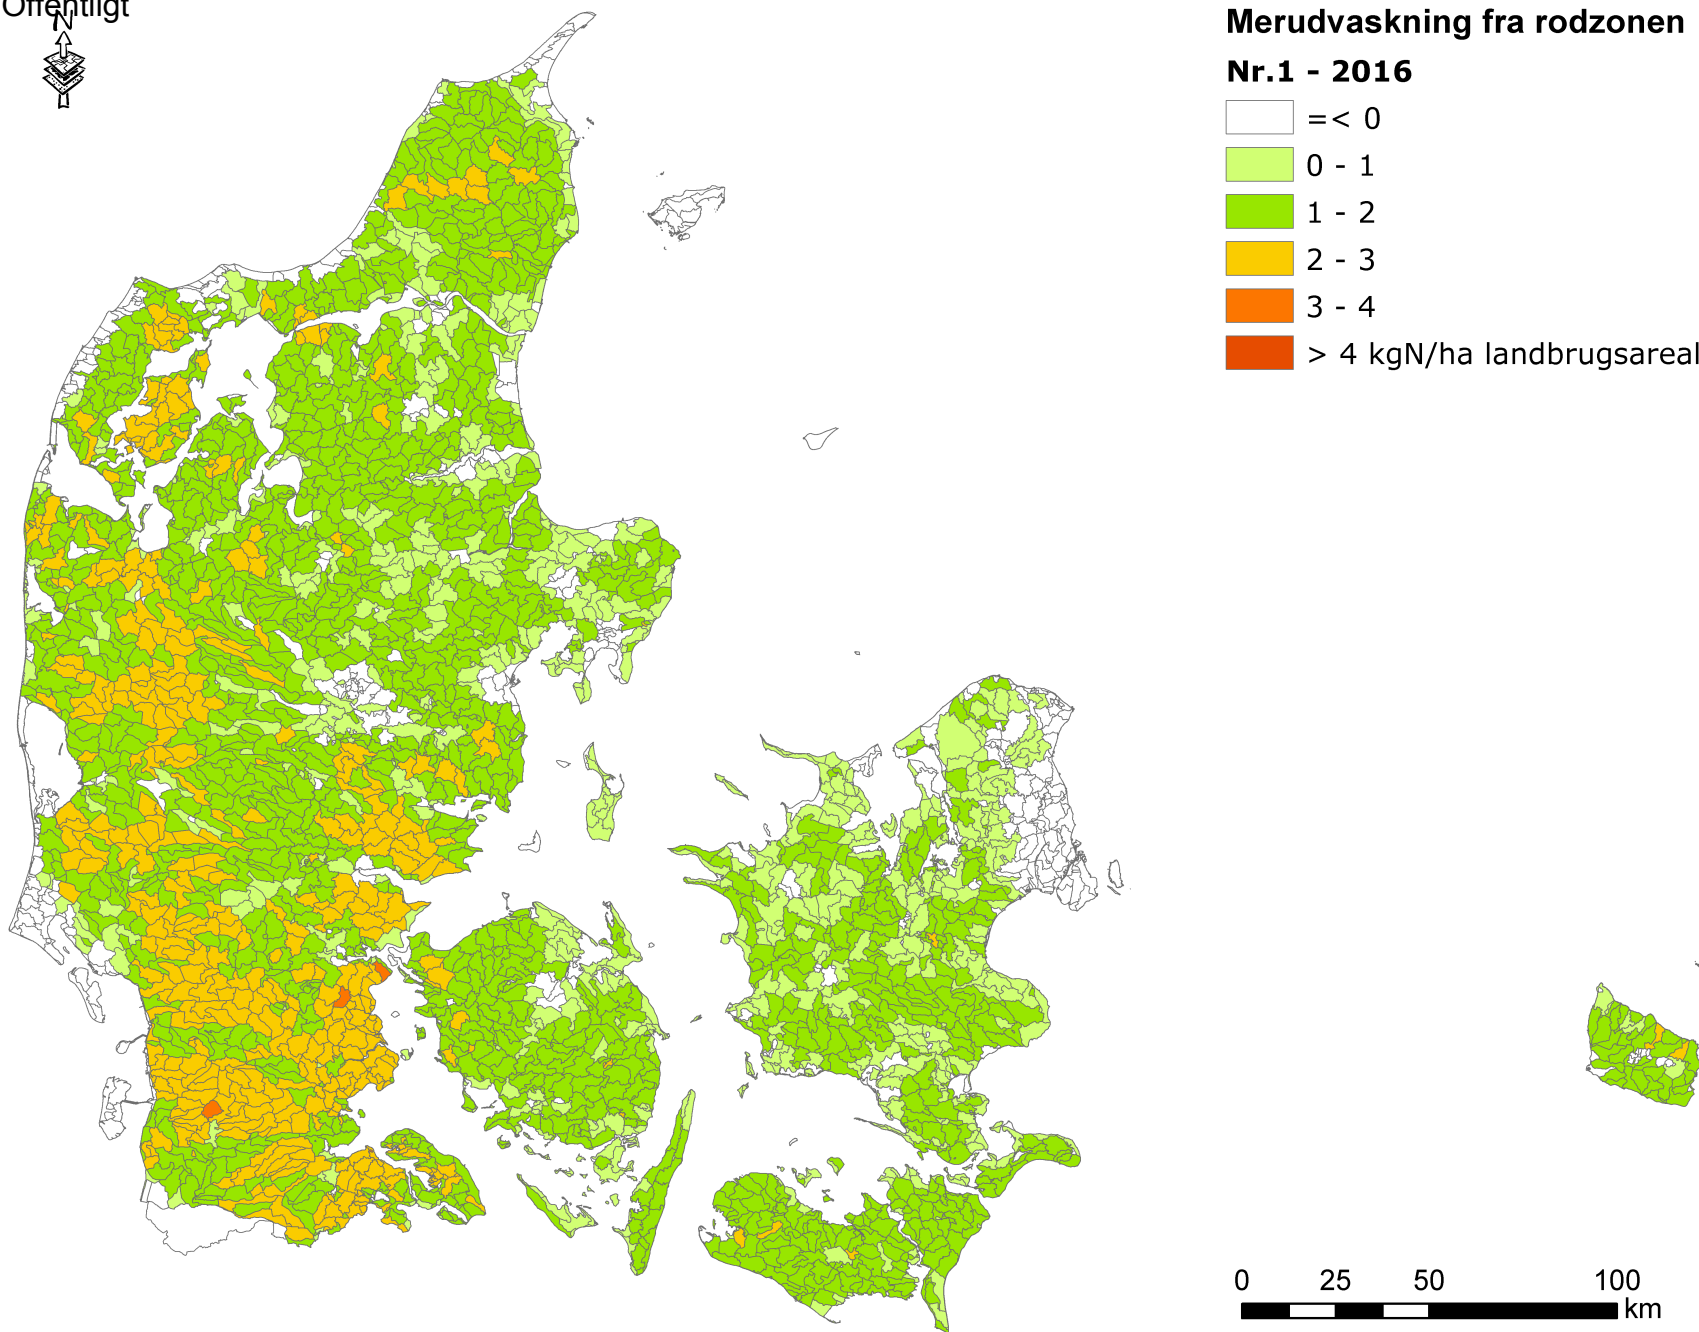 Offentligt
N
Merudvaskning fra rodzonen
Nr.1 - 2016
=< 0
0 - 1
1 - 2
2 - 3
3 - 4
> 4 kgN/ha landbrugsareal
0 25 50 100
km